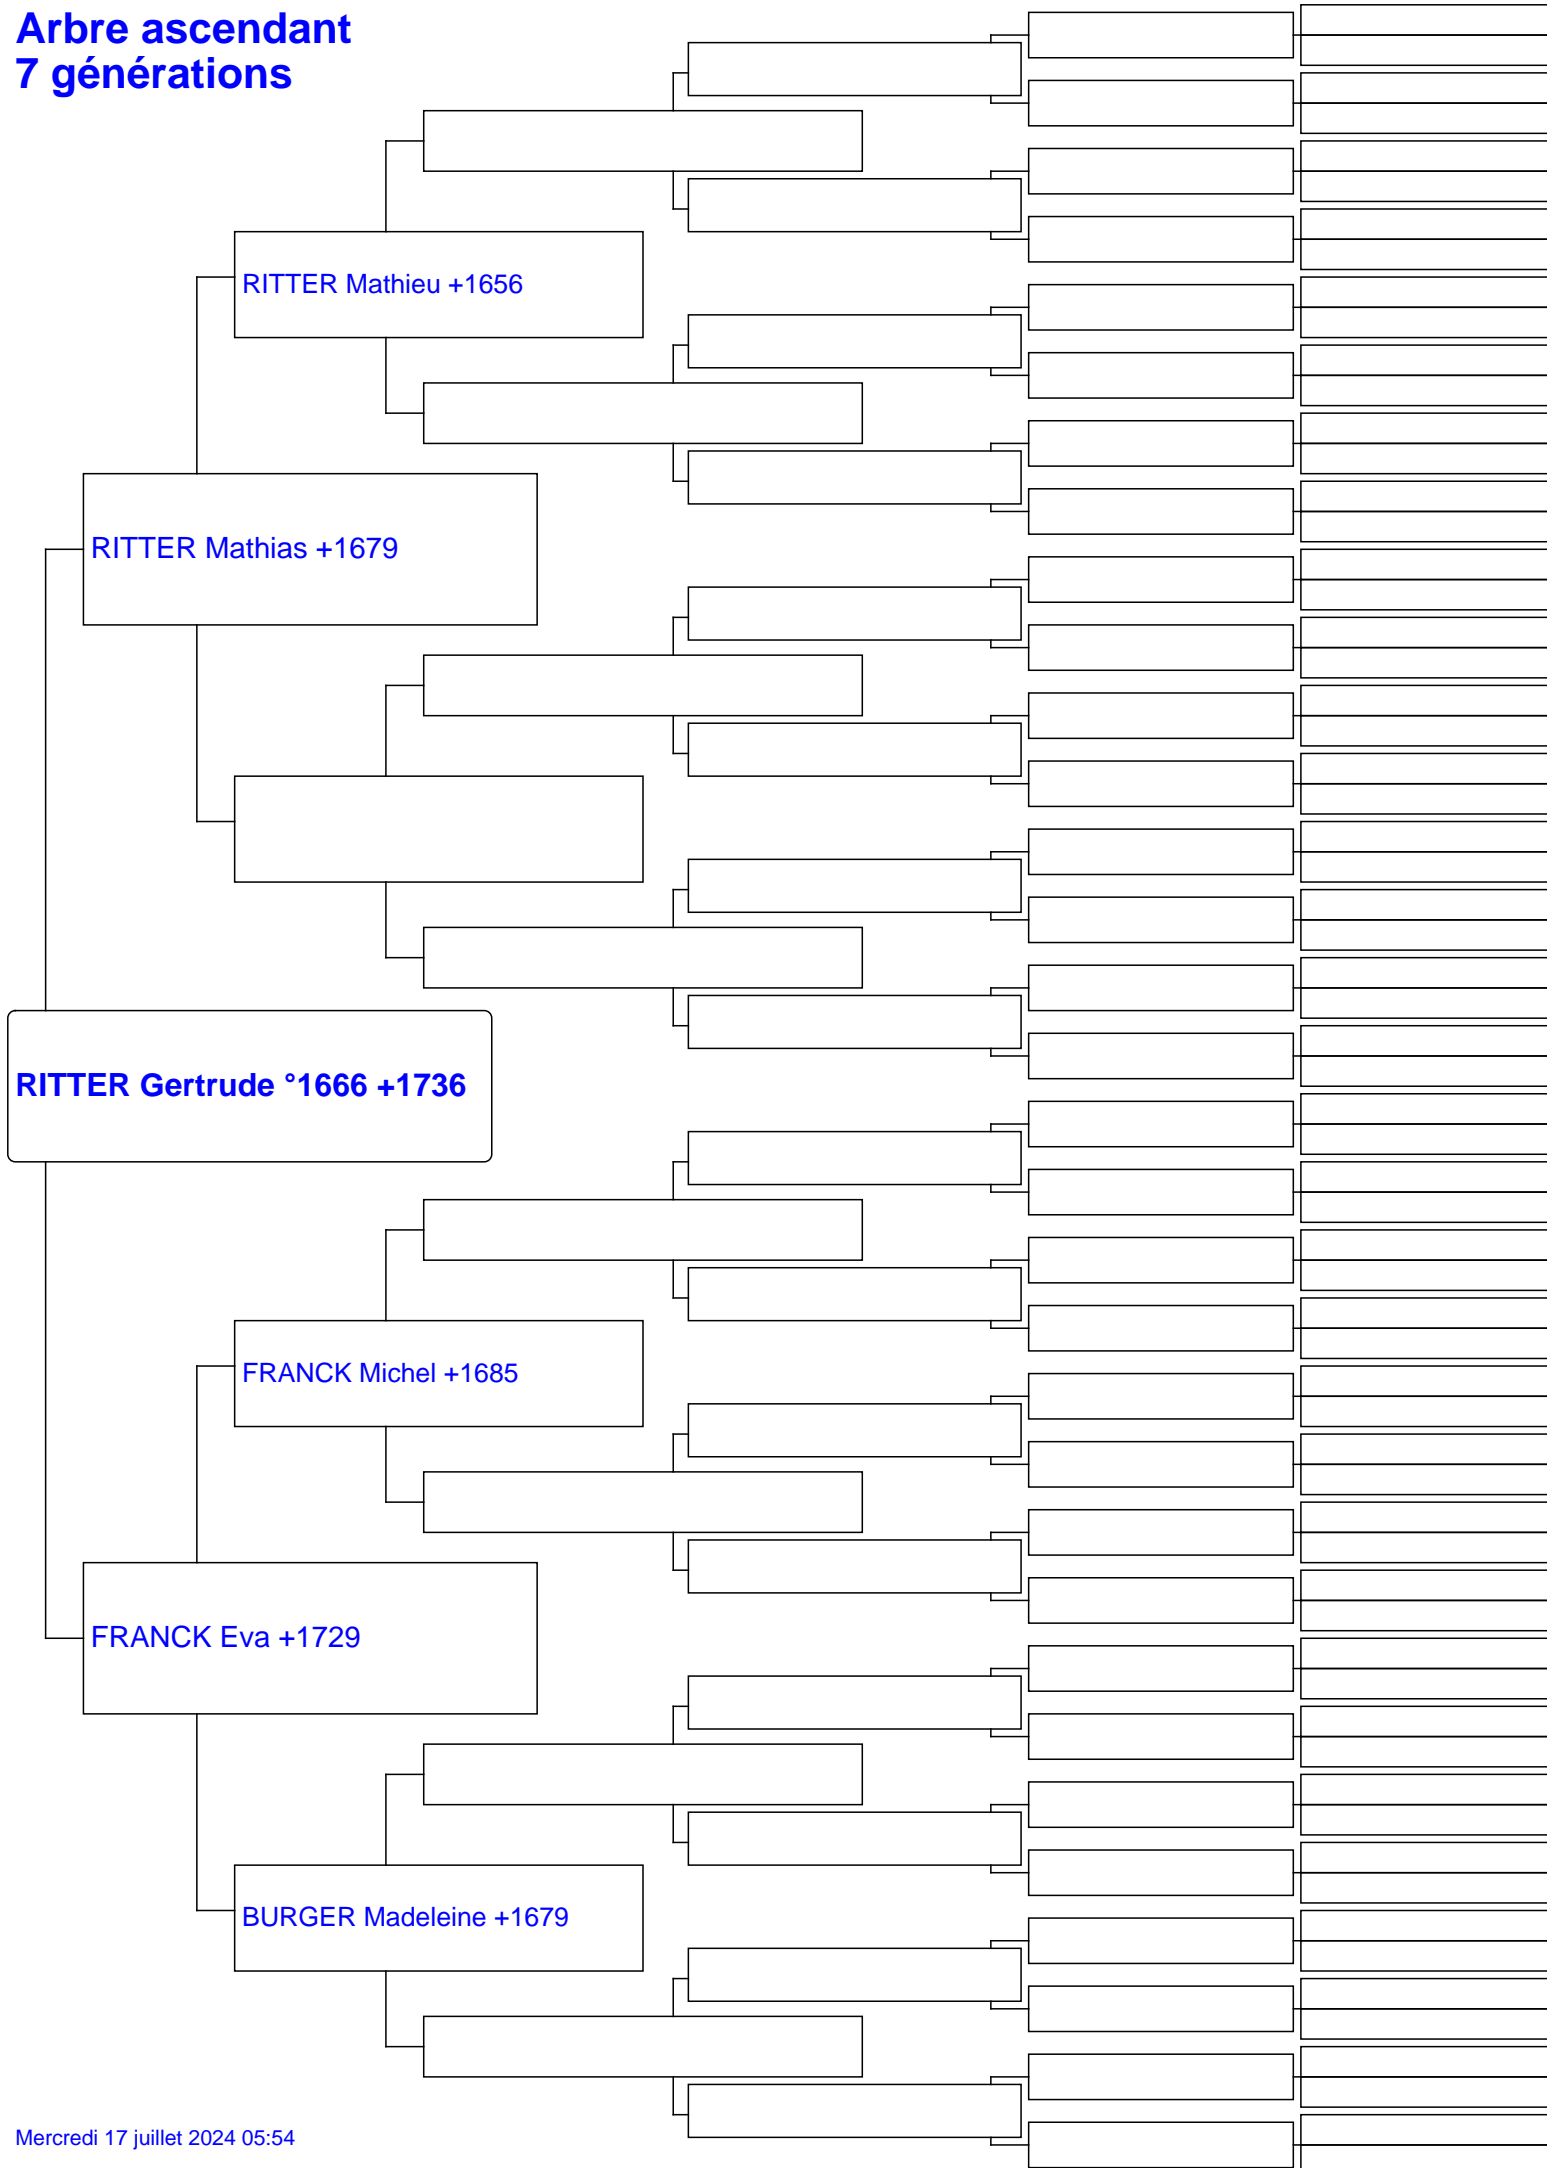 Arbre ascendant
7 générations
RITTER Mathieu +1656
RITTER Mathias +1679
RITTER Gertrude °1666 +1736
FRANCK Michel +1685
FRANCK Eva +1729
BURGER Madeleine +1679
Mercredi 17 juillet 2024 05:54